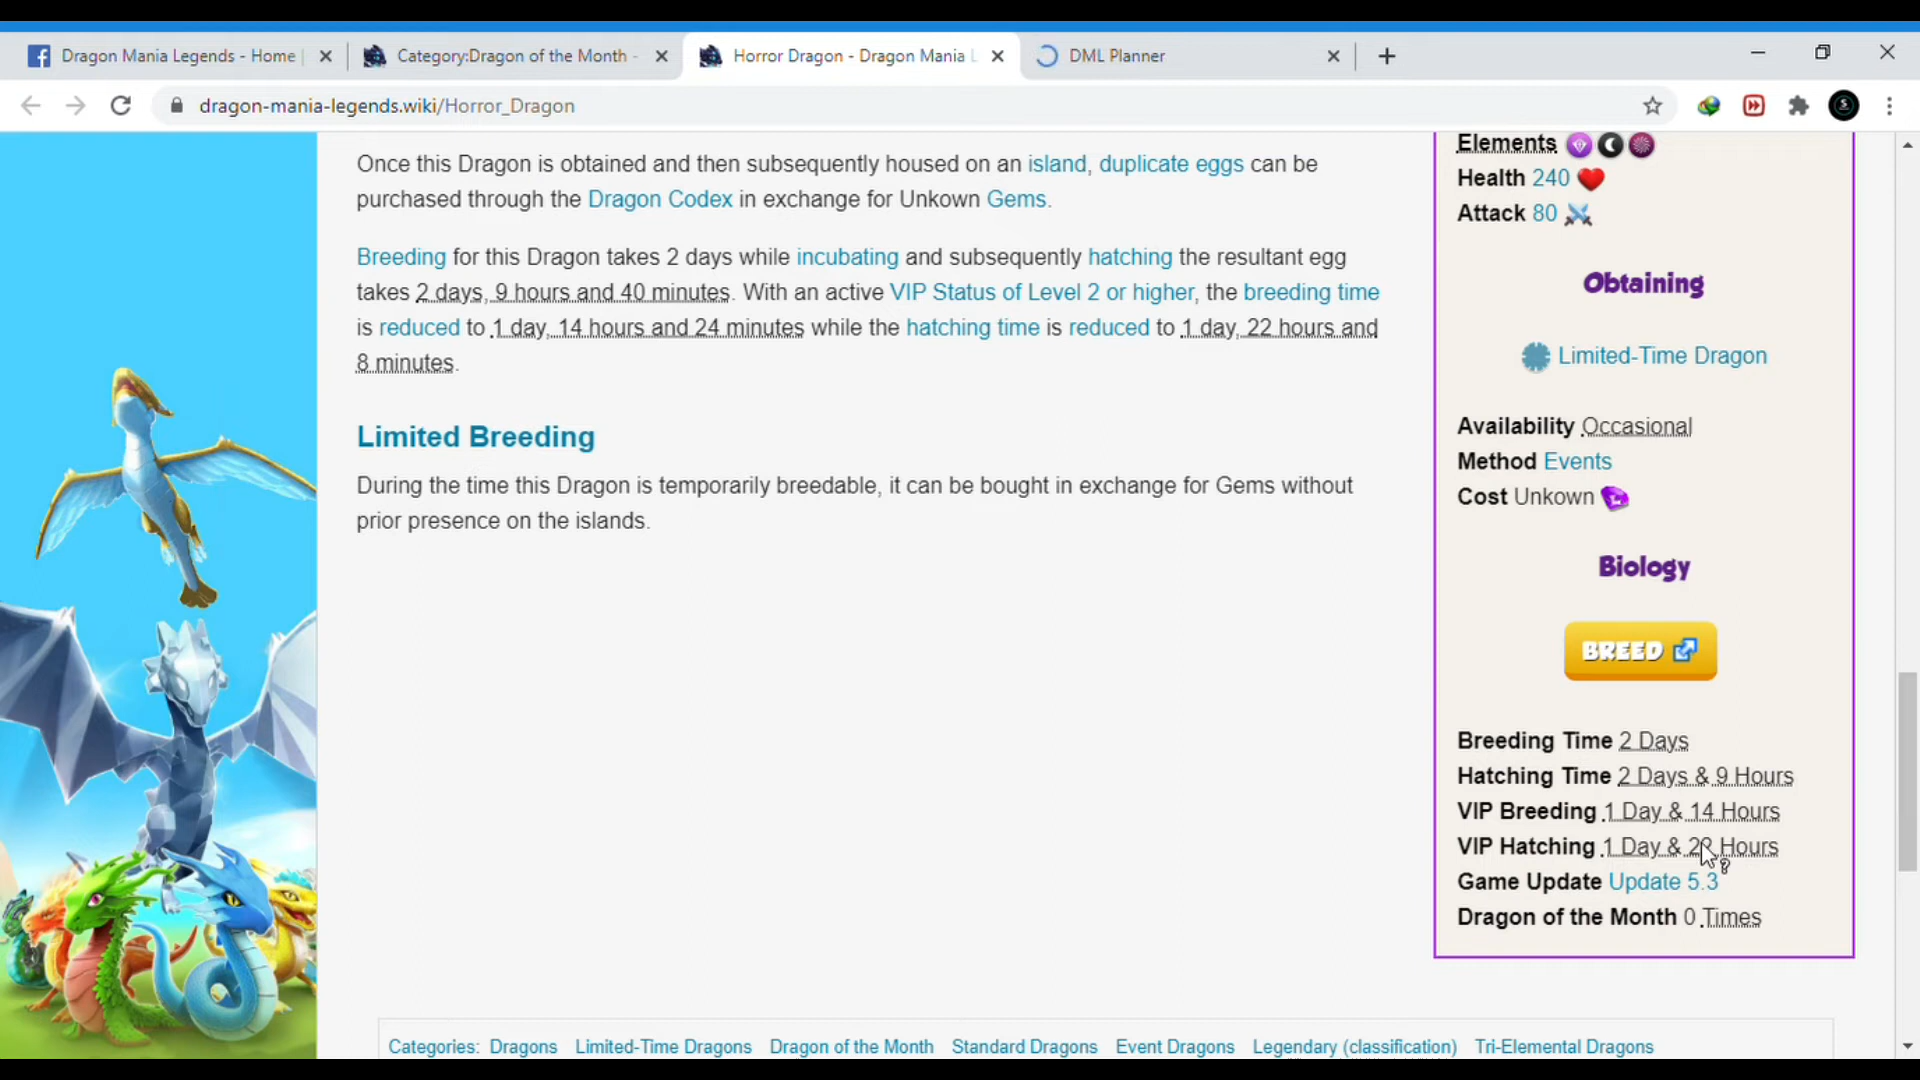 Dragon Mania Legends - Home
Category:Dragon of the Month -
Horror Dragon - Dragon Mania L
DML Planner
dragon-mania-legends.wiki/Horror_Dragon
Once this Dragon is obtained and then subsequently housed on an island, duplicate eggs can be
purchased through the Dragon Codex in exchange for Unkown Gems.
Breeding for this Dragon takes 2 days while incubating and subsequently hatching the resultant egg
takes 2 days, 9 hours and 40 minutes. With an active VIP Status of Level 2 or higher, the breeding time
is reduced to 1 day, 14 hours and 24 minutes while the hatching time is reduced to 1 day, 22 hours and
8 minutes.
Limited Breeding
During the time this Dragon is temporarily breedable, it can be bought in exchange for Gems without
prior presence on the islands.
Elements
Health 240
Attack 80
Obtaining
Limited-Time Dragon
Availability Occasional
Method Events
Cost Unkown
Biology
BREED
Breeding Time 2 Days
Hatching Time 2 Days & 9 Hours
VIP Breeding 1 Day & 14 Hours
VIP Hatching 1 Day & 22 Hours
Game Update Update 5.3
Dragon of the Month 0 Times
Categories: Dragons Limited-Time Dragons Dragon of the Month Standard Dragons Event Dragons Legendary (classification) Tri-Elemental Dragons